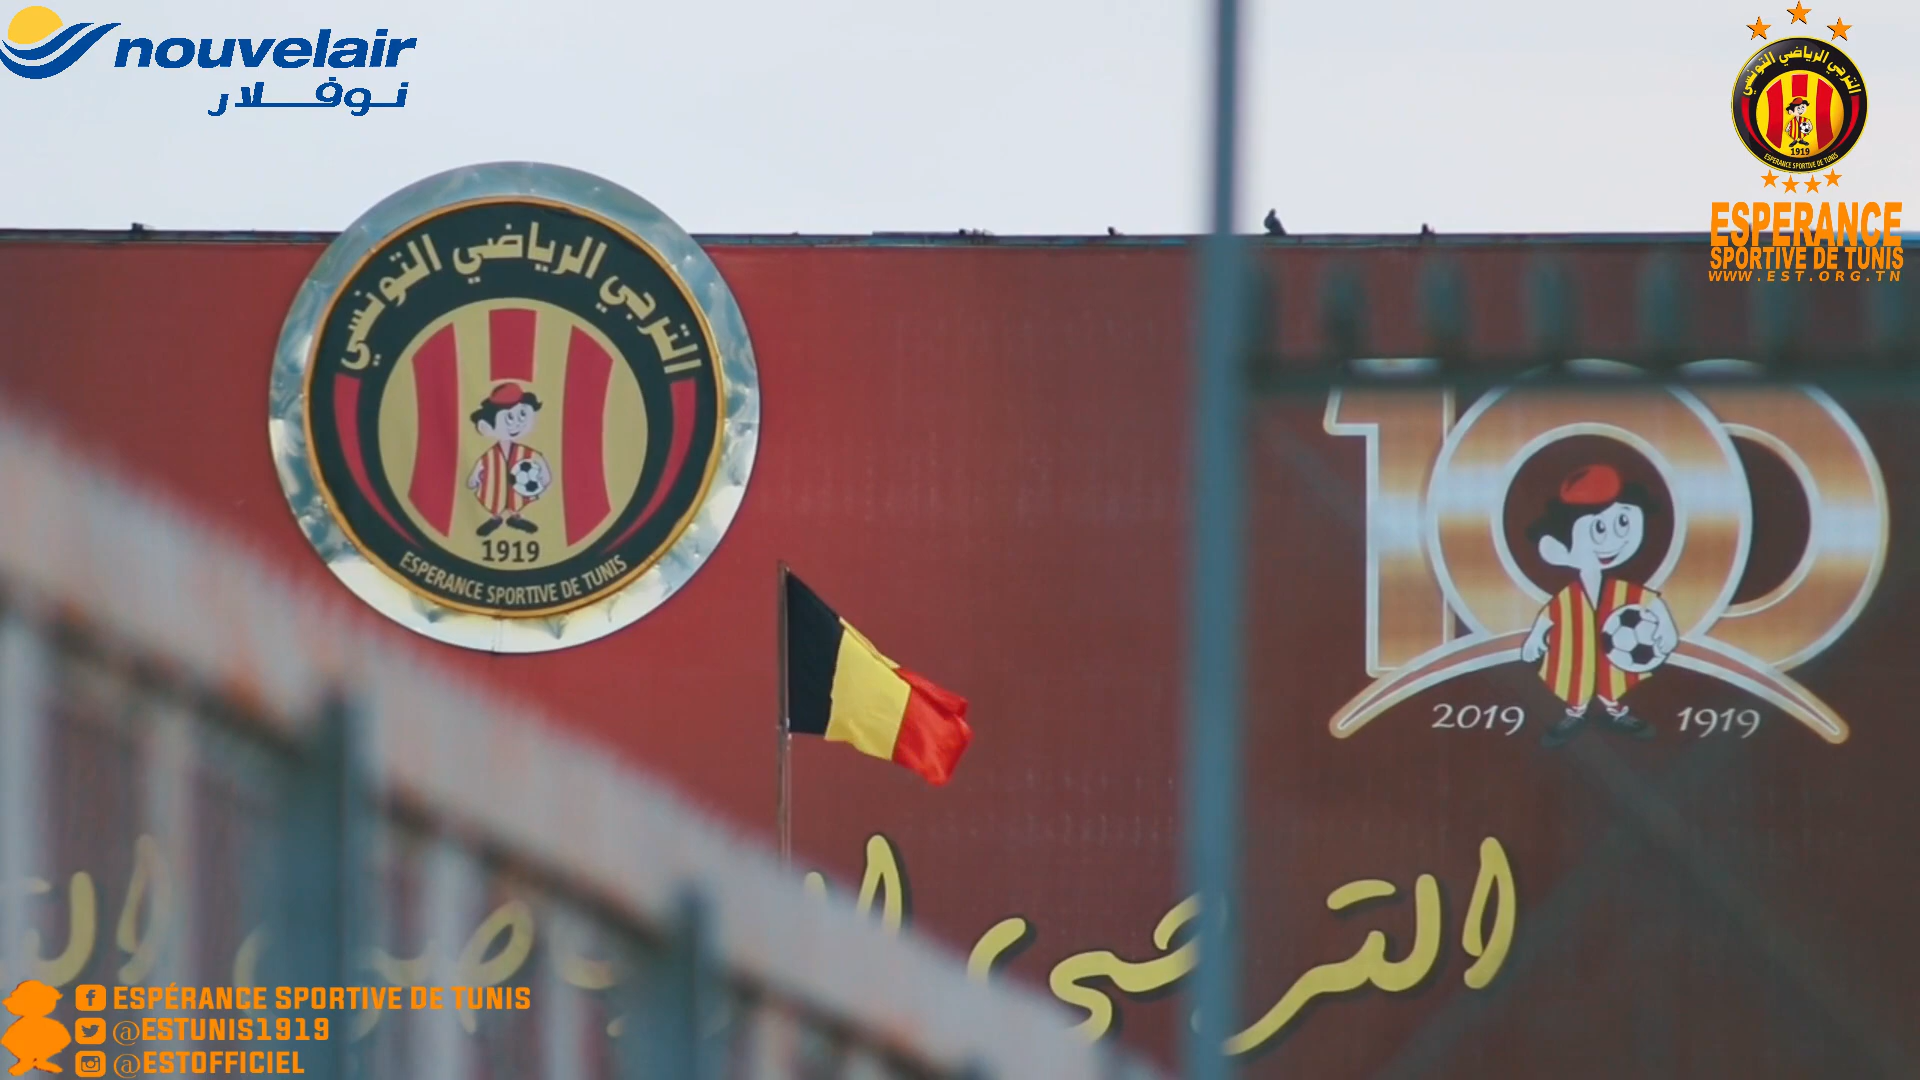 nouvelair
نوفلار
الترجي الرياضي التونسي
1919
ESPERANCE SPORTIVE DE TUNIS
ESPERANCE
SPORTIVE DE TUNIS
WWW.EST.ORG.TN
الترجي الرياضي التونسي
1919
ESPERANCE SPORTIVE DE TUNIS
100
2019 1919
الترجي
ESPÉRANCE SPORTIVE DE TUNIS
@ESTUNIS1919
@ESTOFFICIEL